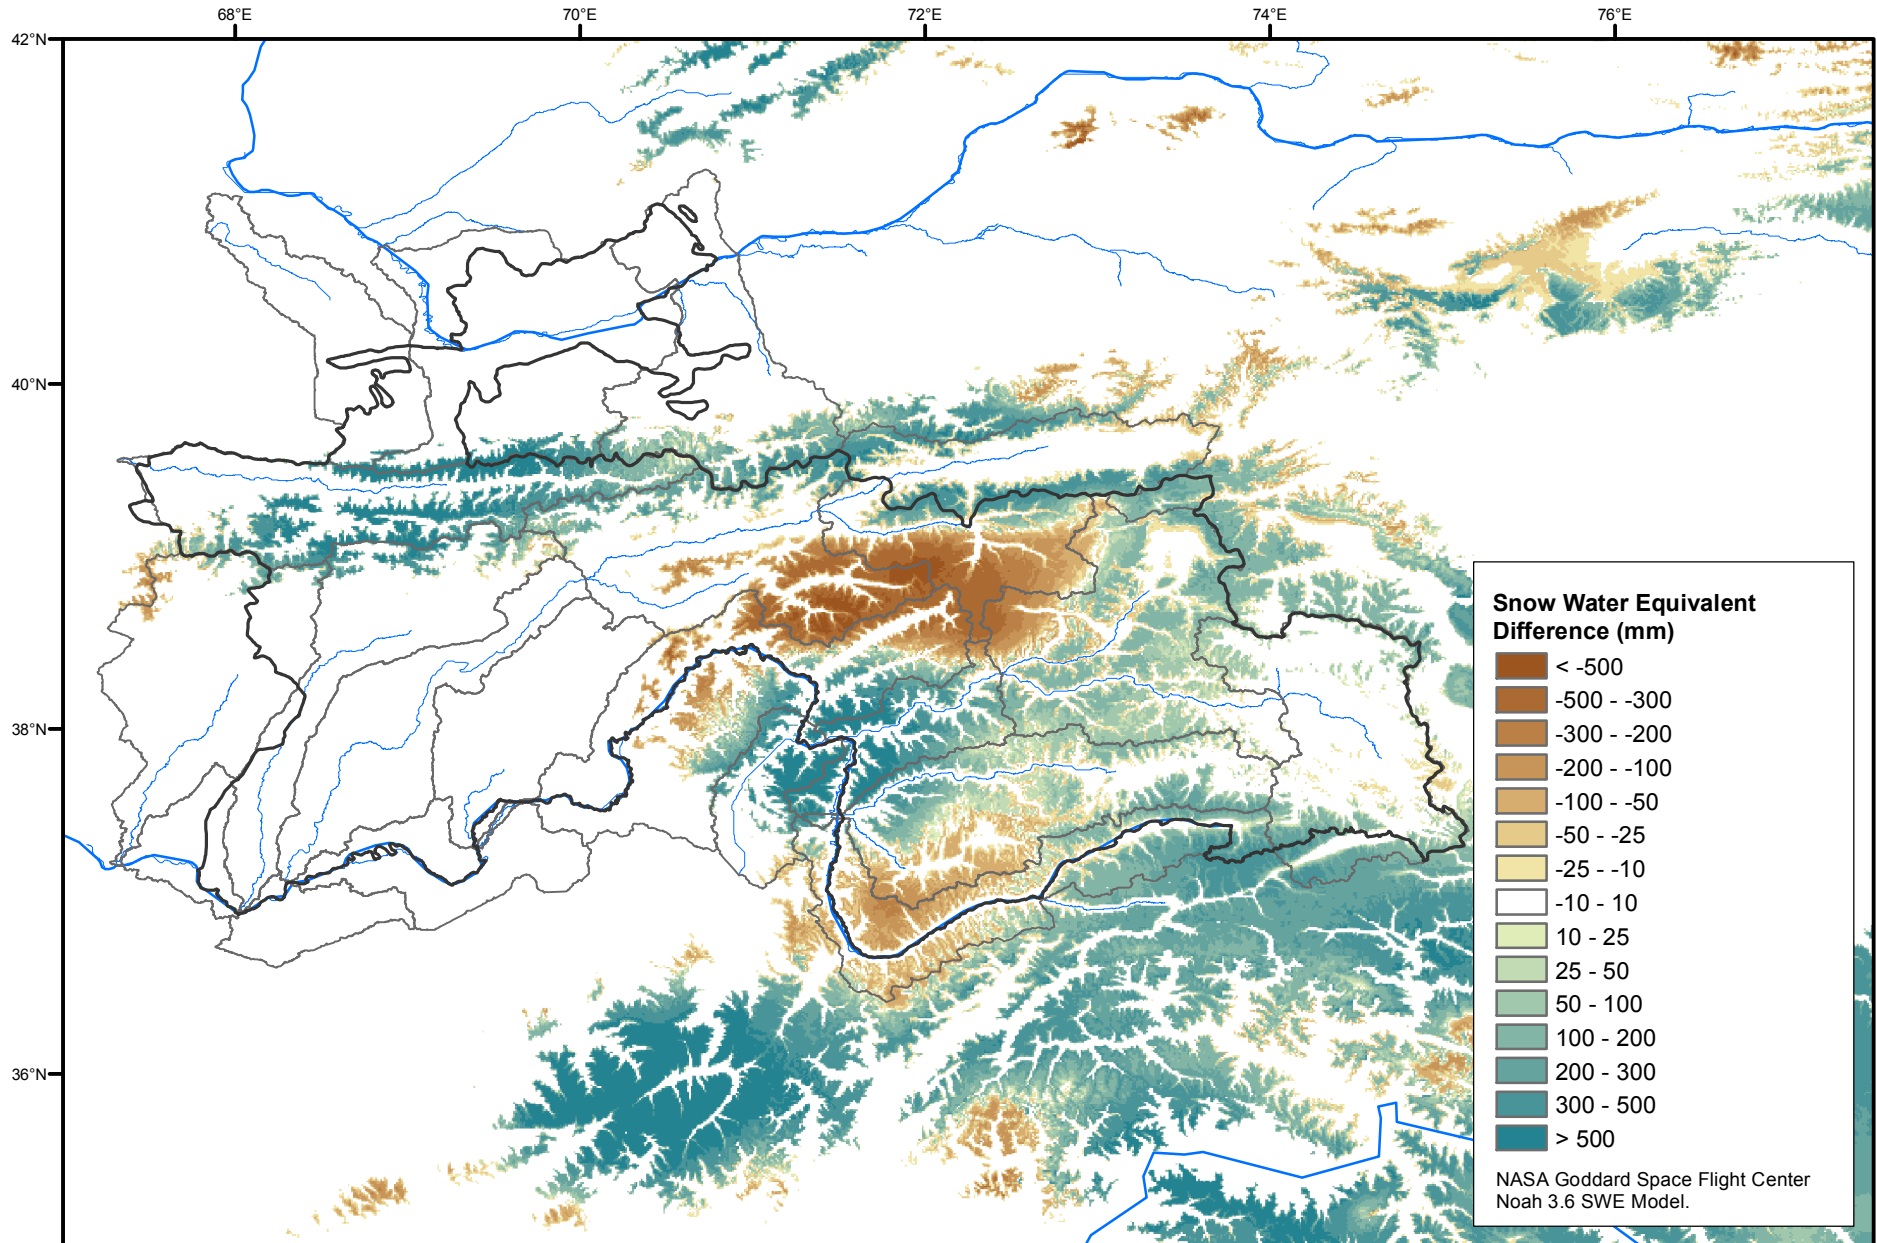 68°E
70°E
72°E
74°E
76°E
42°N
40°N
38°N
36°N
Snow Water Equivalent
Difference (mm)
< -500
-500 - -300
-300 - -200
-200 - -100
-100 - -50
-50 - -25
-25 - -10
-10 - 10
10 - 25
25 - 50
50 - 100
100 - 200
200 - 300
300 - 500
> 500
NASA Goddard Space Flight Center
Noah 3.6 SWE Model.